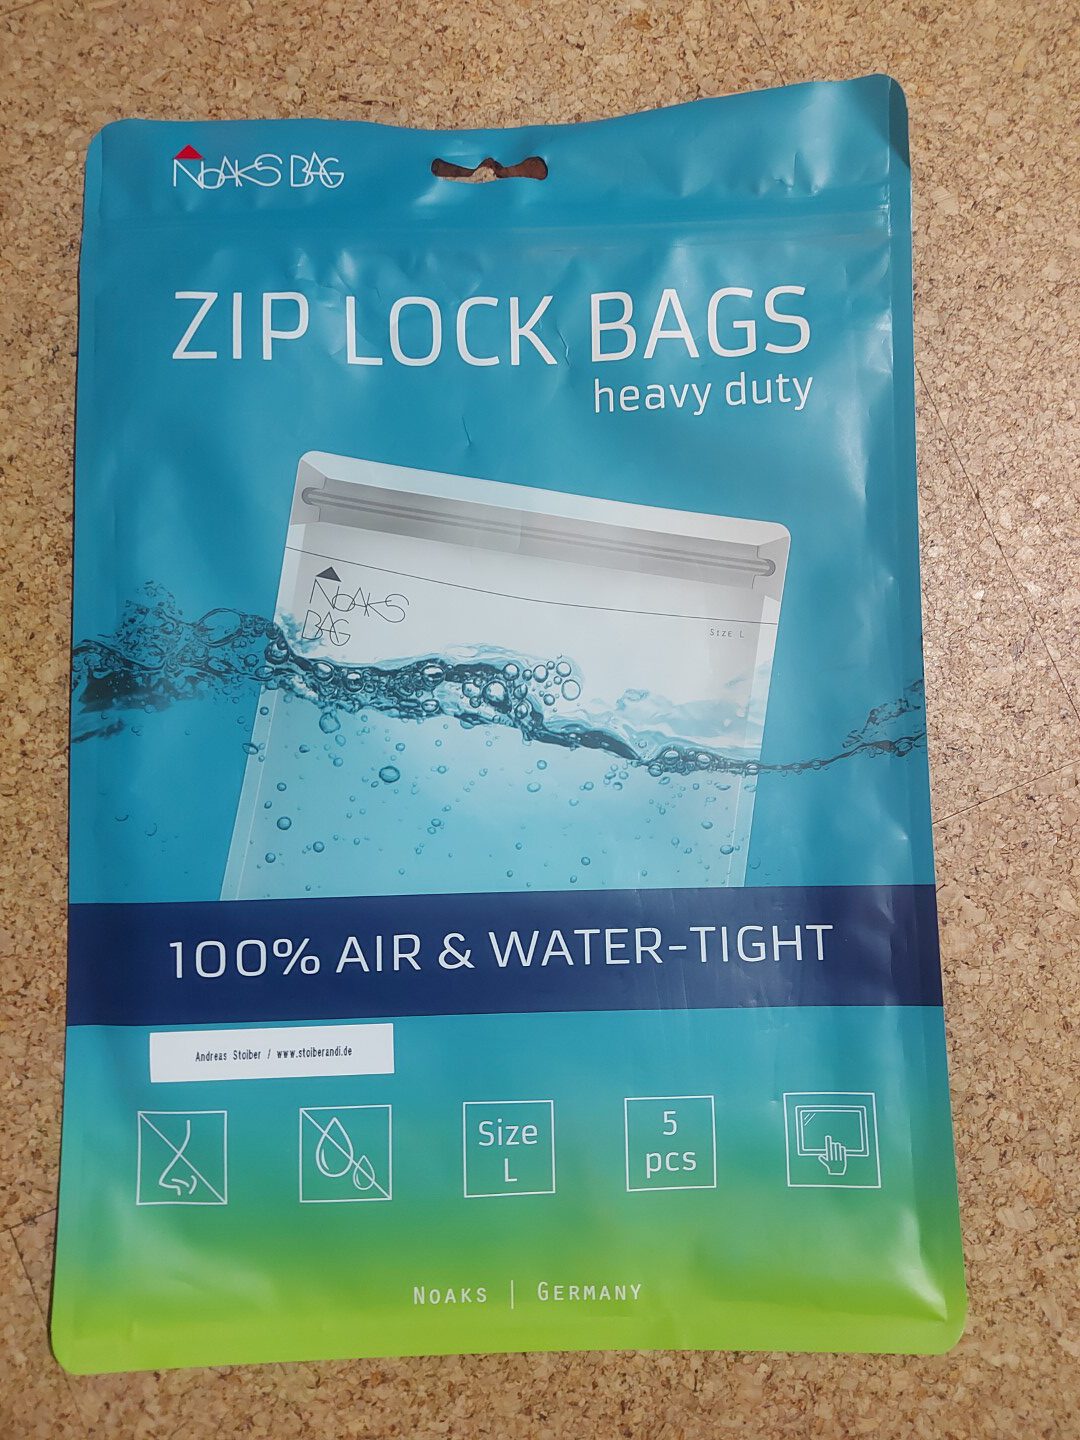 NOAKS BAG
ZIP LOCK BAGS
heavy duty
NOAKS
BAG
SIZE L
100% AIR & WATER-TIGHT
Andreas Stoiber / www.stoiberandi.de
Size
L
5
pcs
NOAKS | GERMANY